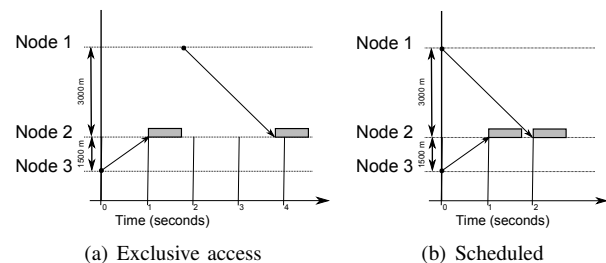 Node 1
3000 m
Node 2
1500 m
Node 3
0 1 2 3 4
Time (seconds)
(a) Exclusive access
Node 1
3000 m
Node 2
1500 m
Node 3
0 1 2
Time (seconds)
(b) Scheduled